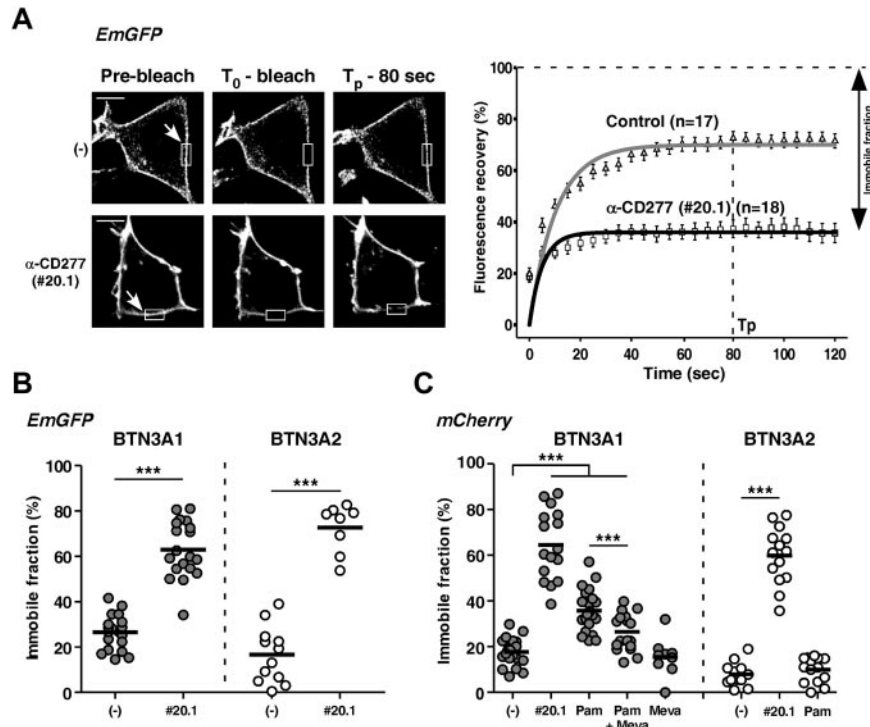 A
EmGFP
Pre-bleach
T0 - bleach
Tp - 80 sec
(-)
α-CD277
(#20.1)
Fluorescence recovery (%)
100
80
60
40
20
0
Control (n=17)
α-CD277 (#20.1) (n=18)
Immobile fraction
Tp
0 20 40 60 80 100 120
Time (sec)
B
EmGFP
BTN3A1
BTN3A2
Immobile fraction (%)
100
80
60
40
20
0
***
***
(-)
#20.1
(-)
#20.1
C
mCherry
BTN3A1
BTN3A2
Immobile fraction (%)
100
80
60
40
20
0
***
***
***
(-)
#20.1
Pam
Pam
+ Meva
Meva
(-)
#20.1
Pam